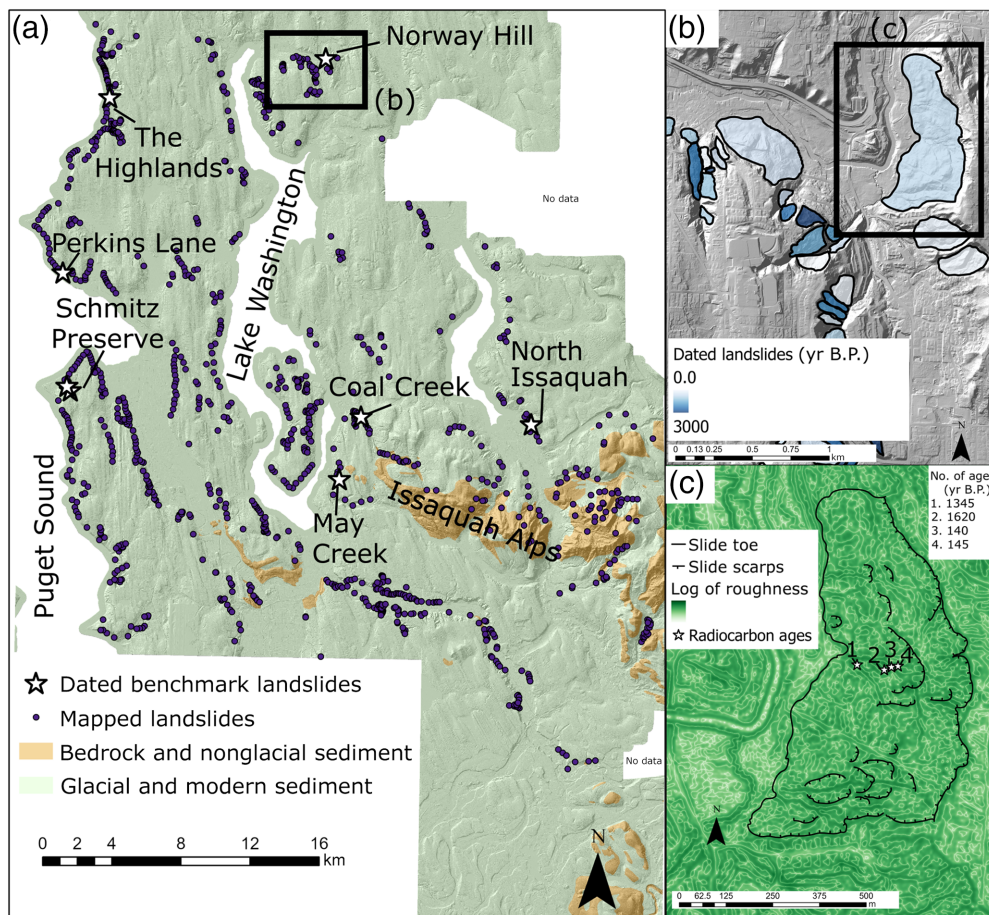 (a)
Norway Hill
(b)
The
Highlands
No data
Perkins Lane
Lake Washington
Schmitz
Preserve
North
Issaquah
Coal Creek
Issaquah Alps
May
Creek
Puget Sound
Dated benchmark landslides
Mapped landslides
Bedrock and nonglacial sediment
Glacial and modern sediment
No data
0 2 4 8 12 16
km
N
(b)
(c)
Dated landslides (yr B.P.)
0.0
3000
0 0.13 0.25 0.5 0.75 1
km
N
(c)
No. of age
(yr B.P.)
1. 1345
2. 1620
3. 140
4. 145
Slide toe
Slide scarps
Log of roughness
Radiocarbon ages
1 2 3 4
N
0 62.5 125 250 375 500
m